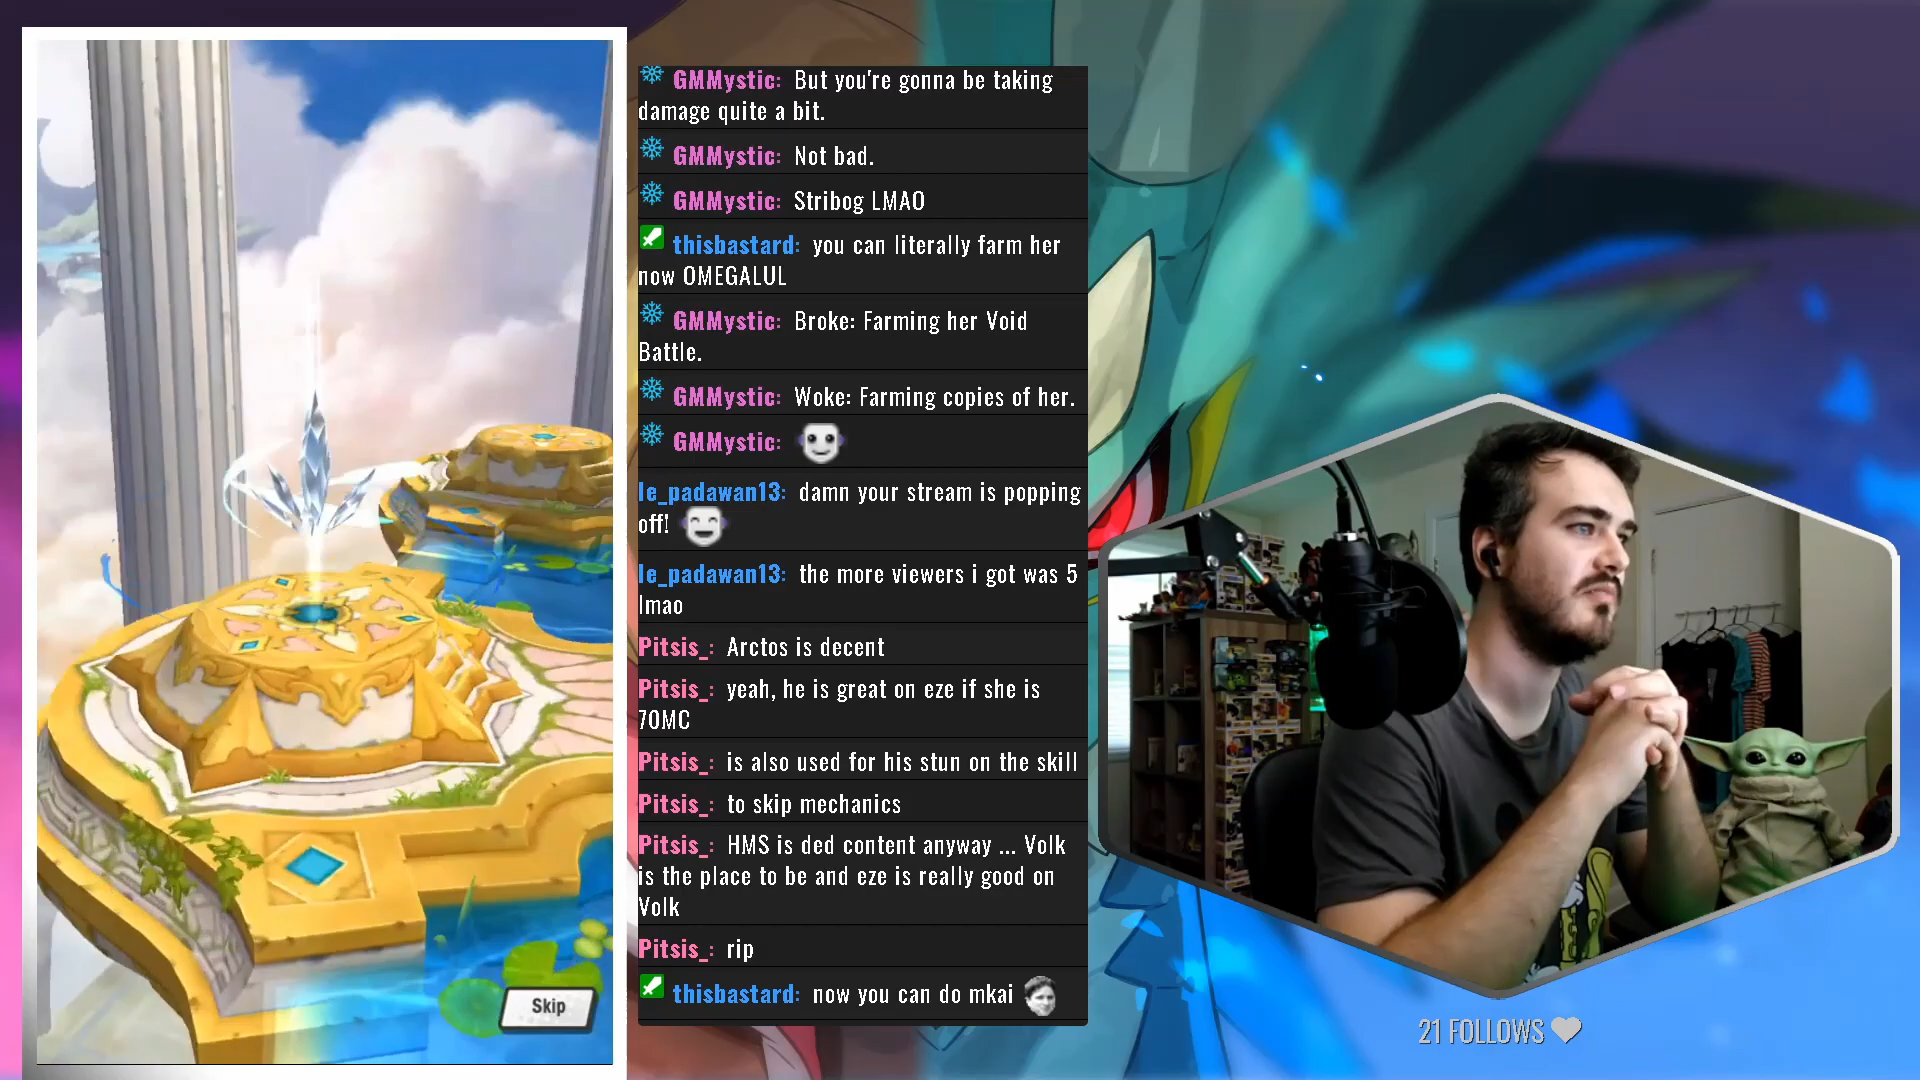 GMMystic: But you're gonna be taking
damage quite a bit.
GMMystic: Not bad.
GMMystic: Stribog LMAO
thisbastard: you can literally farm her
now OMEGALUL
GMMystic: Broke: Farming her Void
Battle.
GMMystic: Woke: Farming copies of her.
GMMystic:
le_padawan13: damn your stream is popping
off!
le_padawan13: the more viewers i got was 5
lmao
Pitsis_: Arctos is decent
Pitsis_: yeah, he is great on eze if she is
70MC
Pitsis_: is also used for his stun on the skill
Pitsis_: to skip mechanics
Pitsis_: HMS is ded content anyway ... Volk
is the place to be and eze is really good on
Volk
Pitsis_: rip
thisbastard: now you can do mkai
Skip
21 FOLLOWS